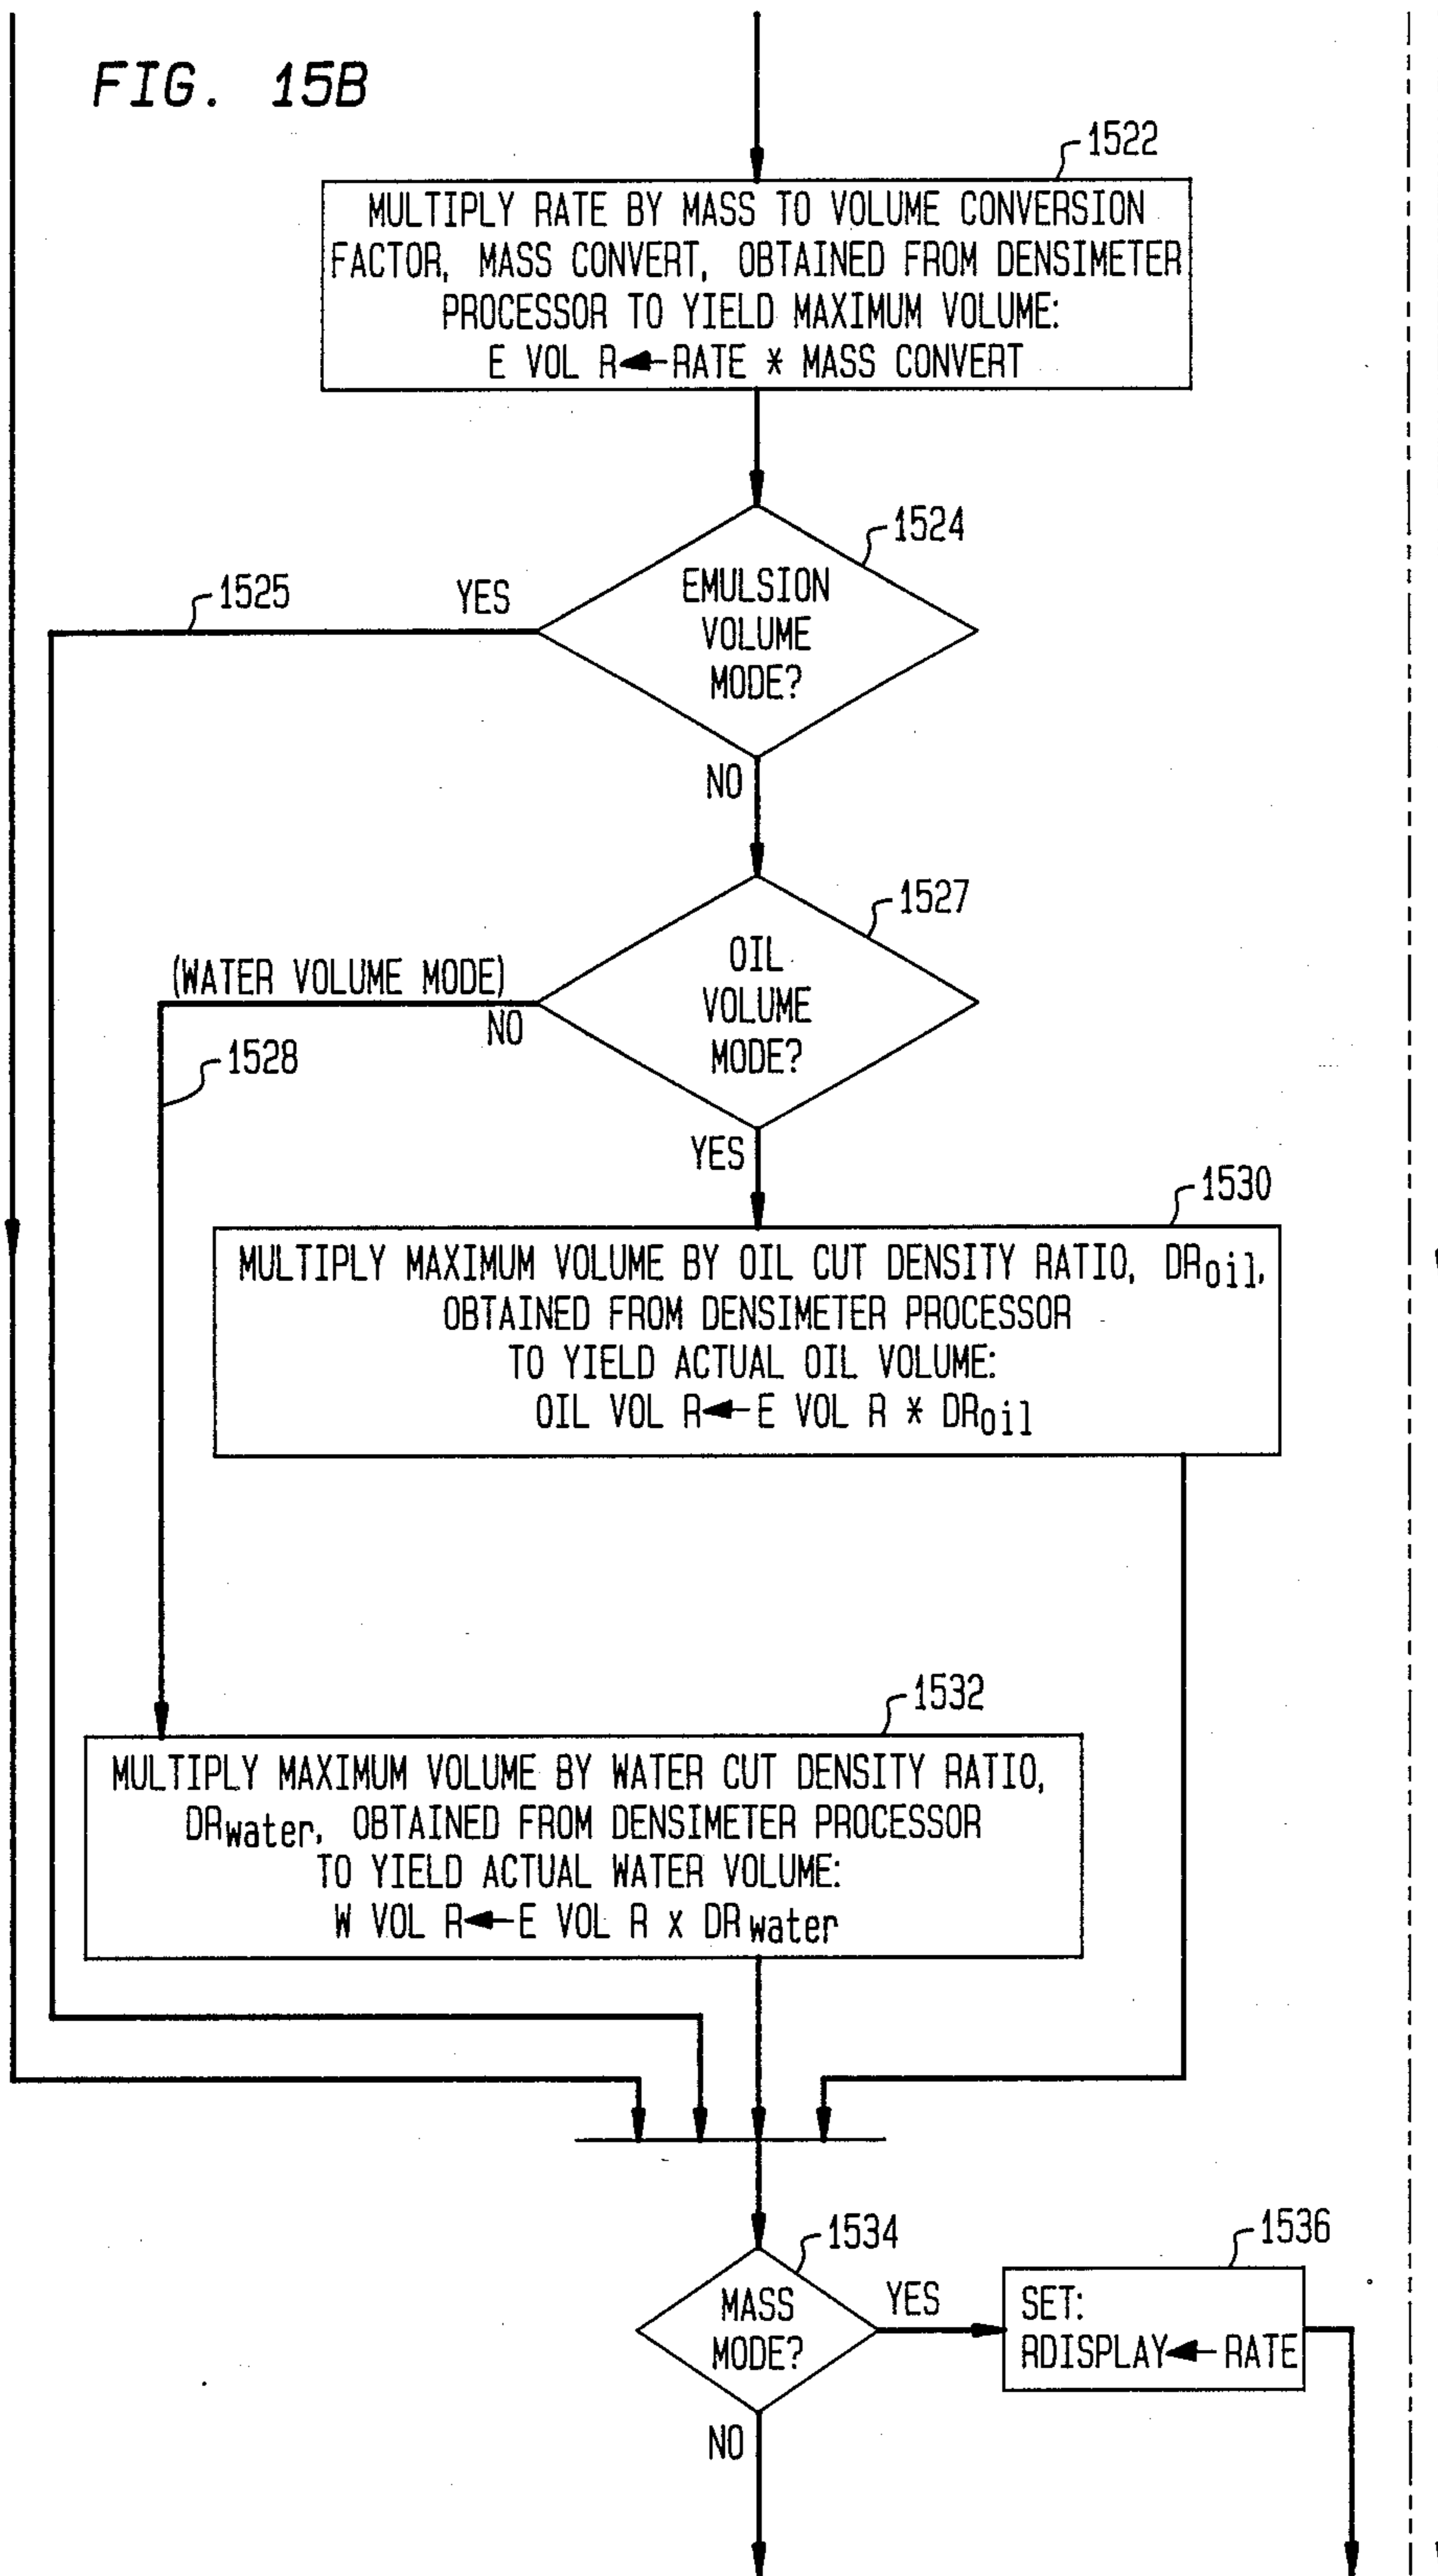 FIG. 15B
1522
MULTIPLY RATE BY MASS TO VOLUME CONVERSION
FACTOR, MASS CONVERT, OBTAINED FROM DENSIMETER
PROCESSOR TO YIELD MAXIMUM VOLUME:
E VOL R←RATE * MASS CONVERT
1524
EMULSION
VOLUME
MODE?
YES
1525
NO
1527
OIL
VOLUME
MODE?
(WATER VOLUME MODE)
NO
1528
YES
1530
MULTIPLY MAXIMUM VOLUME BY OIL CUT DENSITY RATIO, DRoil,
OBTAINED FROM DENSIMETER PROCESSOR
TO YIELD ACTUAL OIL VOLUME:
OIL VOL R←E VOL R * DRoil
1532
MULTIPLY MAXIMUM VOLUME BY WATER CUT DENSITY RATIO,
DRwater, OBTAINED FROM DENSIMETER PROCESSOR
TO YIELD ACTUAL WATER VOLUME:
W VOL R←E VOL R x DRwater
1534
MASS
MODE?
YES
1536
SET:
RDISPLAY←RATE
NO